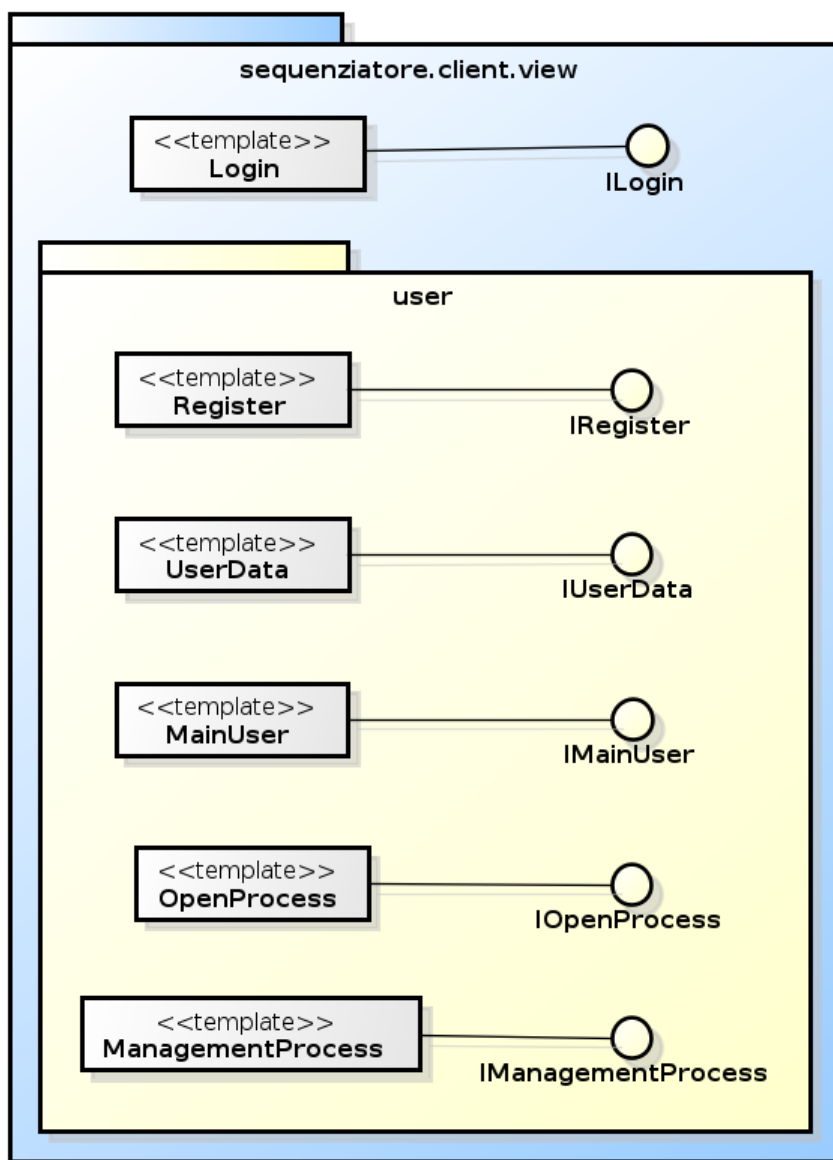 sequenziatore.client.view
<<template>>
Login
ILogin
user
<<template>>
Register
IRegister
<<template>>
UserData
IUserData
<<template>>
MainUser
IMainUser
<<template>>
OpenProcess
IOpenProcess
<<template>>
ManagementProcess
IManagementProcess